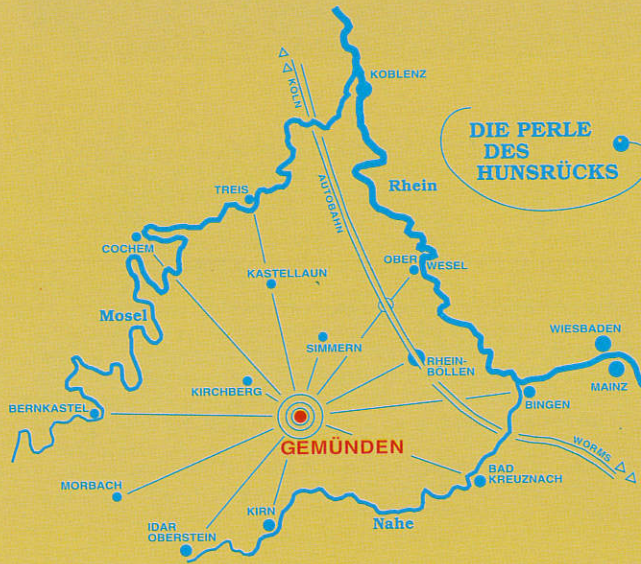 KOBLENZ
KÖLN
DIE PERLE
DES
HUNSRÜCKS
AUTOBAHN
Rhein
TREIS
COCHEM
OBER WESEL
KASTELLAUN
Mosel
WIESBADEN
SIMMERN
RHEIN-
BÖLLEN
MAINZ
KIRCHBERG
BINGEN
BERNKASTEL
GEMÜNDEN
WORMS
BAD
KREUZNACH
MORBACH
KIRN
Nahe
IDAR
OBERSTEIN